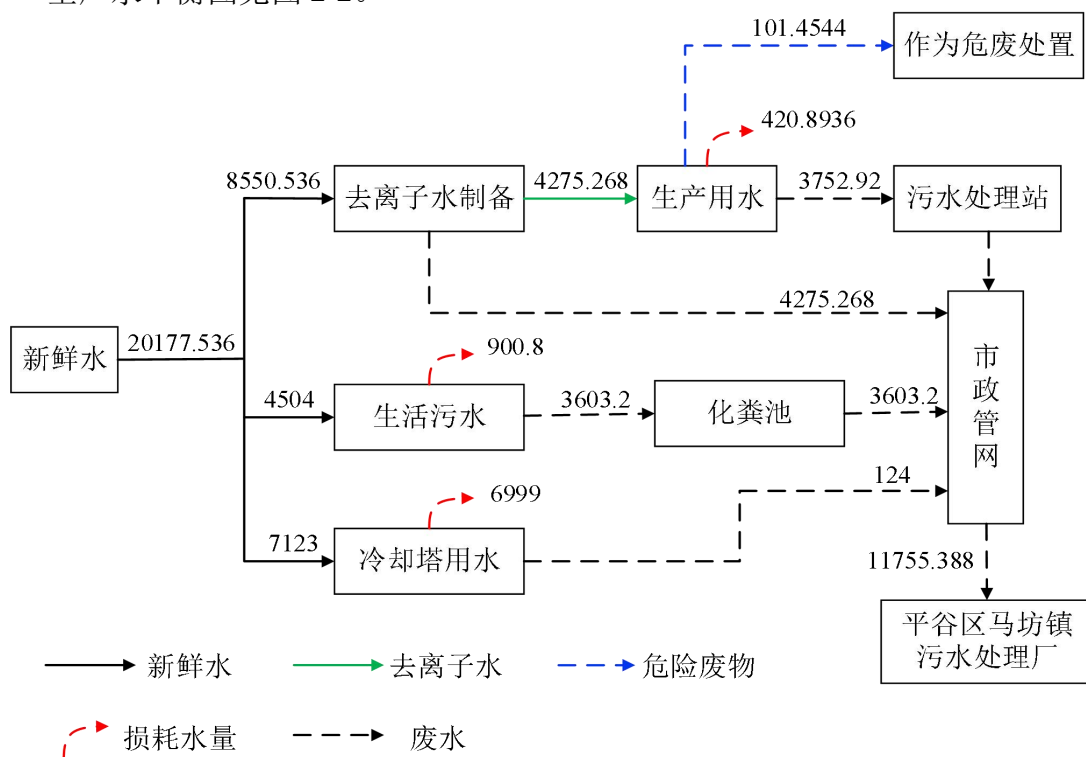 101.4544
作为危废处置
420.8936
8550.536
去离子水制备
4275.268
生产用水
3752.92
污水处理站
4275.268
新鲜水
20177.536
900.8
市政管网
4504
生活污水
3603.2
化粪池
3603.2
6999
124
7123
冷却塔用水
11755.388
平谷区马坊镇
污水处理厂
新鲜水
去离子水
危险废物
损耗水量
废水